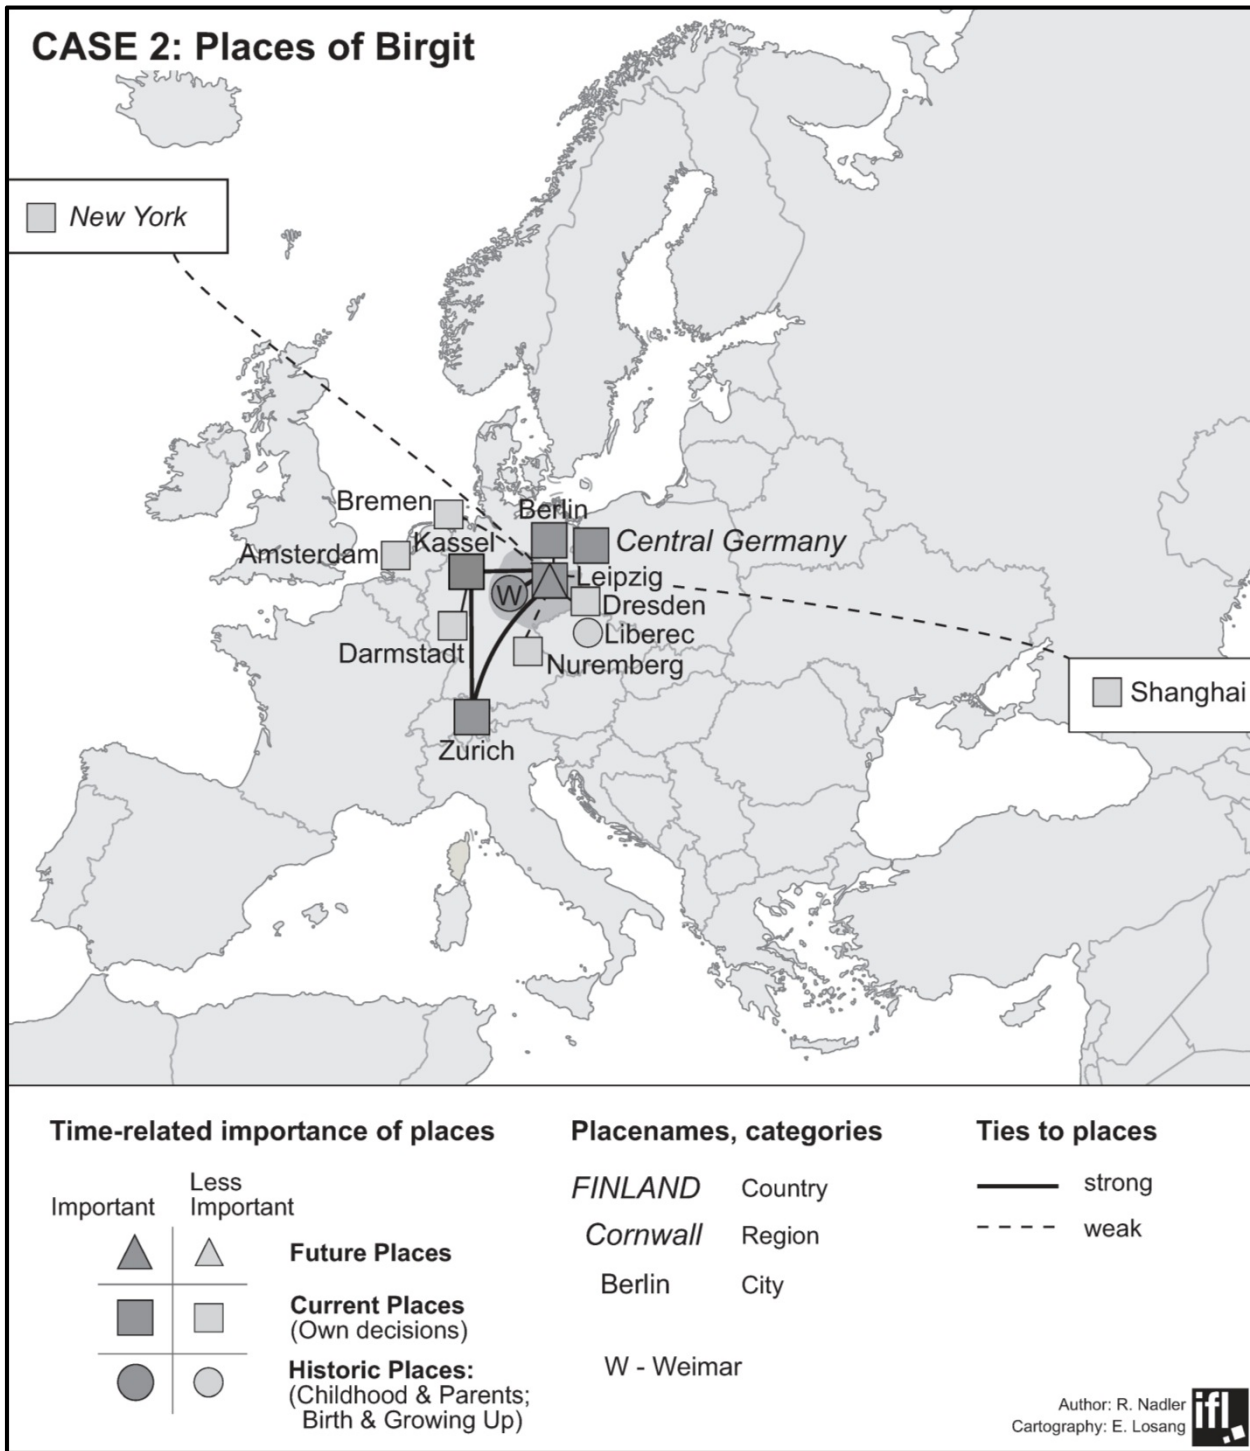 CASE 2: Places of Birgit
New York
Bremen
Berlin
Amsterdam
Kassel
Central Germany
W
Leipzig
Dresden
Liberec
Darmstadt
Nuremberg
Shanghai
Zurich
Time-related importance of places
Important
Less
Important
Future Places
Current Places
(Own decisions)
Historic Places:
(Childhood & Parents;
Birth & Growing Up)
Placenames, categories
FINLAND Country
Cornwall Region
Berlin City
W - Weimar
Ties to places
strong
weak
Author: R. Nadler
Cartography: E. Losang
ifl